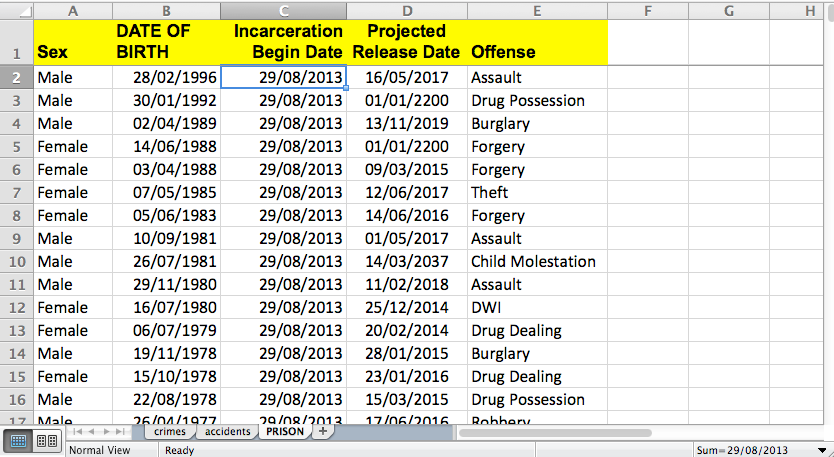 A B C D E F G H
1 Sex DATE OF BIRTH Incarceration Begin Date Projected Release Date Offense
2 Male 28/02/1996 29/08/2013 16/05/2017 Assault
3 Male 30/01/1992 29/08/2013 01/01/2200 Drug Possession
4 Male 02/04/1989 29/08/2013 13/11/2019 Burglary
5 Female 14/06/1988 29/08/2013 01/01/2200 Forgery
6 Female 03/04/1988 29/08/2013 09/03/2015 Forgery
7 Female 07/05/1985 29/08/2013 12/06/2017 Theft
8 Female 05/06/1983 29/08/2013 14/06/2016 Forgery
9 Male 10/09/1981 29/08/2013 01/05/2017 Assault
10 Male 26/07/1981 29/08/2013 14/03/2037 Child Molestation
11 Male 29/11/1980 29/08/2013 11/02/2018 Assault
12 Female 16/07/1980 29/08/2013 25/12/2014 DWI
13 Female 06/07/1979 29/08/2013 20/02/2014 Drug Dealing
14 Male 19/11/1978 29/08/2013 28/01/2015 Burglary
15 Female 15/10/1978 29/08/2013 23/01/2016 Drug Dealing
16 Male 22/08/1978 29/08/2013 15/03/2015 Drug Possession
17 Male 26/04/1977 29/08/2013 17/06/2016 Robbery
crimes accidents PRISON +
Normal View Ready Sum=29/08/2013